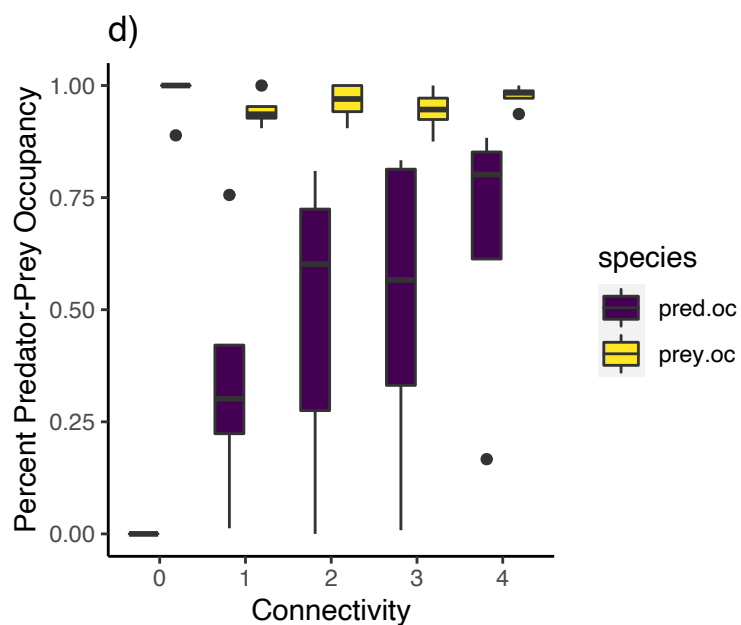 d)
Percent Predator-Prey Occupancy
1.00
0.75
0.50
0.25
0.00
0 1 2 3 4
Connectivity
species
pred.oc
prey.oc